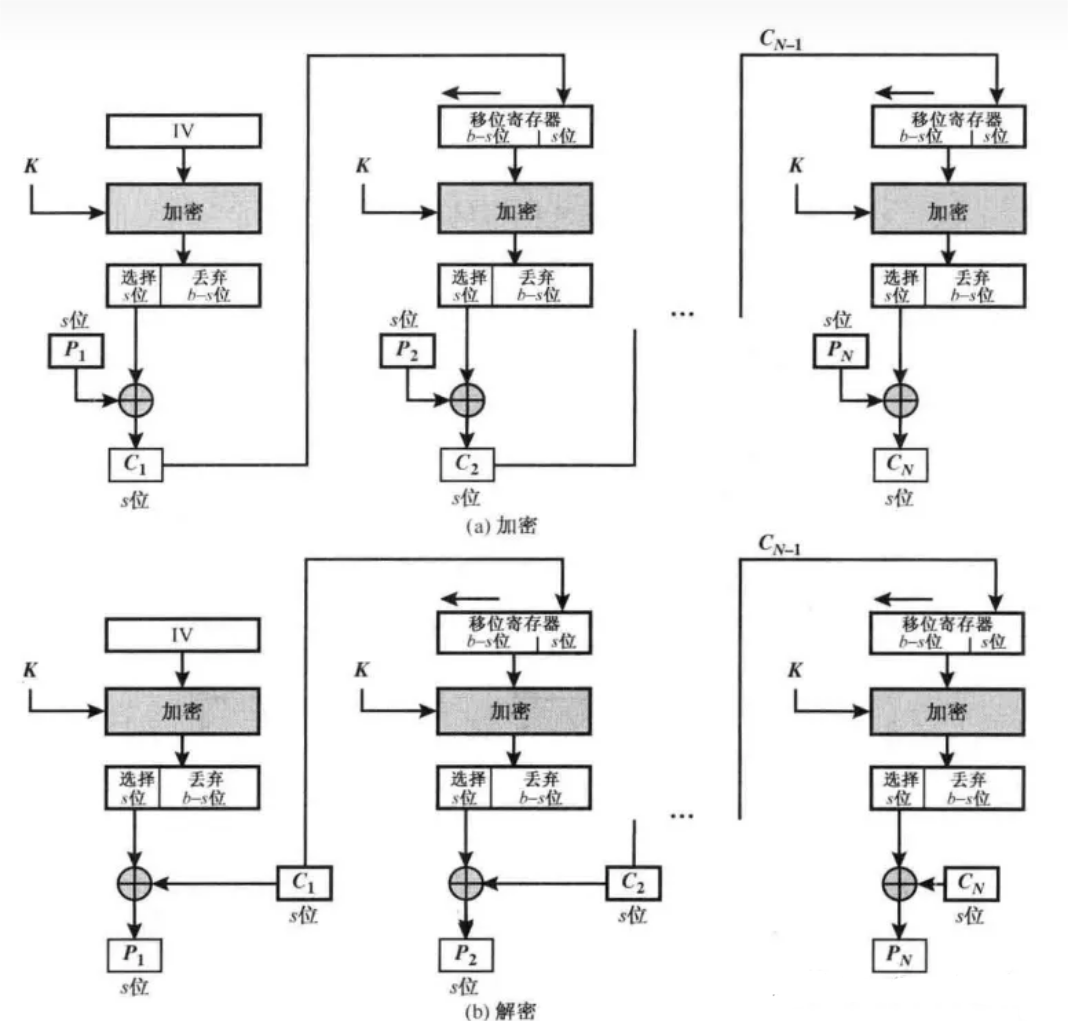 C_{N-1}
移位寄存器 移位寄存器
IV b-s位 s位 b-s位 s位
K K K
加密 加密 加密
选择 丢弃 选择 丢弃 选择 丢弃
s位 b-s位 s位 b-s位 s位 b-s位
s位 s位 ... s位
P_1 P_2 P_N
C_1 C_2 C_N
s位 s位 s位
(a) 加密
C_{N-1}
移位寄存器 移位寄存器
IV b-s位 s位 b-s位 s位
K K K
加密 加密 加密
选择 丢弃 选择 丢弃 选择 丢弃
s位 b-s位 s位 b-s位 s位 b-s位
...
C_1 C_2 C_N
s位 s位 s位
P_1 P_2 P_N
s位 s位
(b) 解密